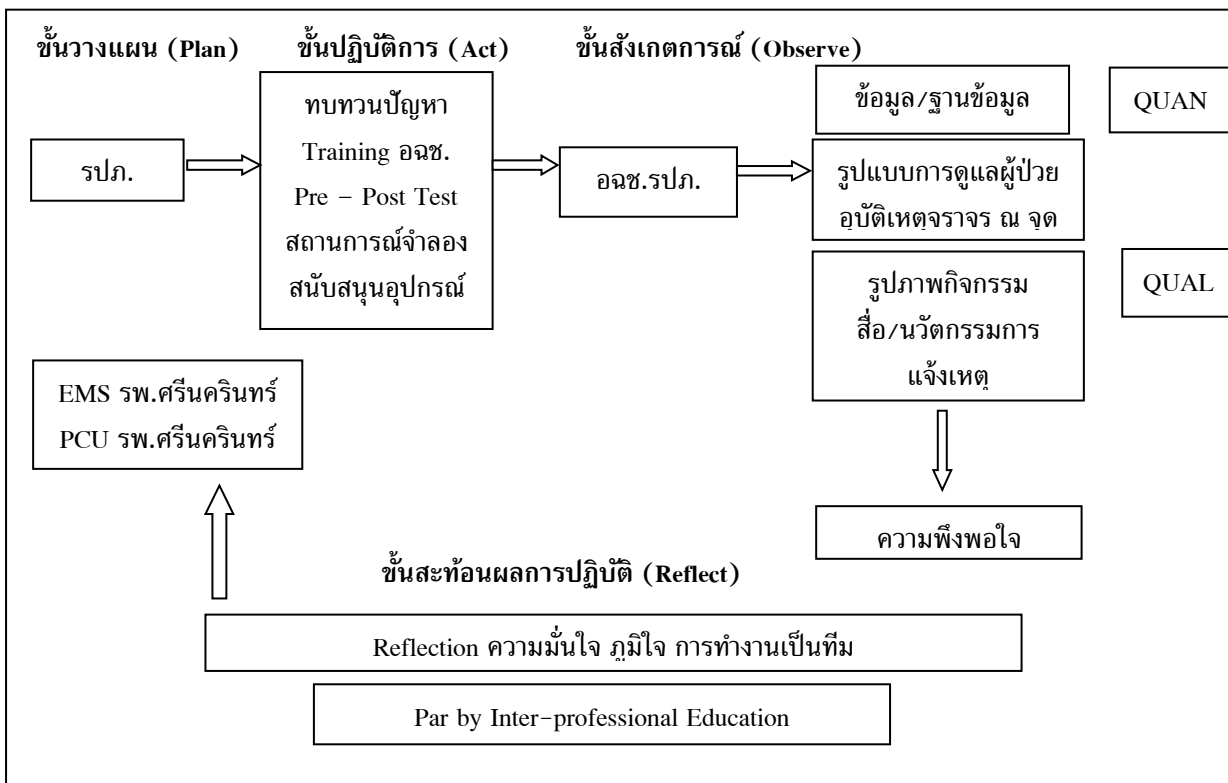 ขั้นวางแผน (Plan)
ขั้นปฏิบัติการ (Act)
ขั้นสังเกตการณ์ (Observe)
รปภ.
ทบทวนปัญหา
Training อฉช.
Pre – Post Test
สถานการณ์จำลอง
สนับสนุนอุปกรณ์
อฉช.รปภ.
ข้อมูล/ฐานข้อมูล
QUAN
รูปแบบการดูแลผู้ป่วย
อุบัติเหตุจราจร ณ จุด
รูปภาพกิจกรรม
สื่อ/นวัตกรรมการ
แจ้งเหตุ
QUAL
EMS รพ.ศรีนครินทร์
PCU รพ.ศรีนครินทร์
ความพึงพอใจ
ขั้นสะท้อนผลการปฏิบัติ (Reflect)
Reflection ความมั่นใจ ภูมิใจ การทำงานเป็นทีม
Par by Inter-professional Education